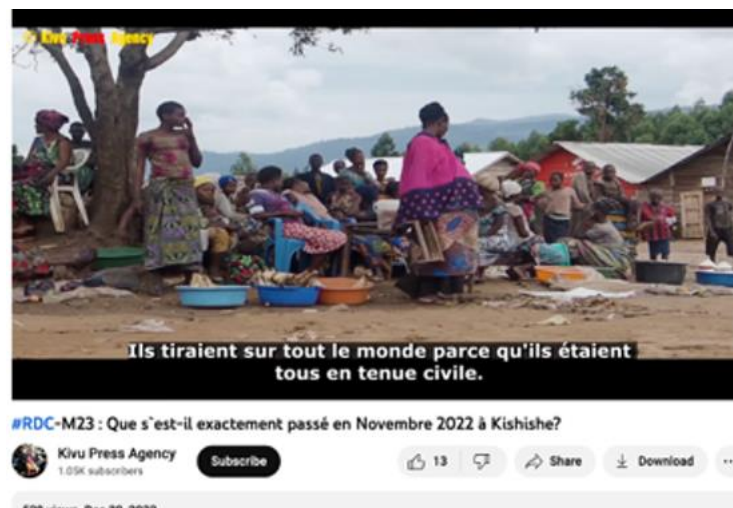 Kivu Press Agency
Ils tiraient sur tout le monde parce qu'ils étaient
tous en tenue civile.
#RDC-M23 : Que s`est-il exactement passé en Novembre 2022 à Kishishe?
Kivu Press Agency
1.05K subscribers
Subscribe
13
Share
Download